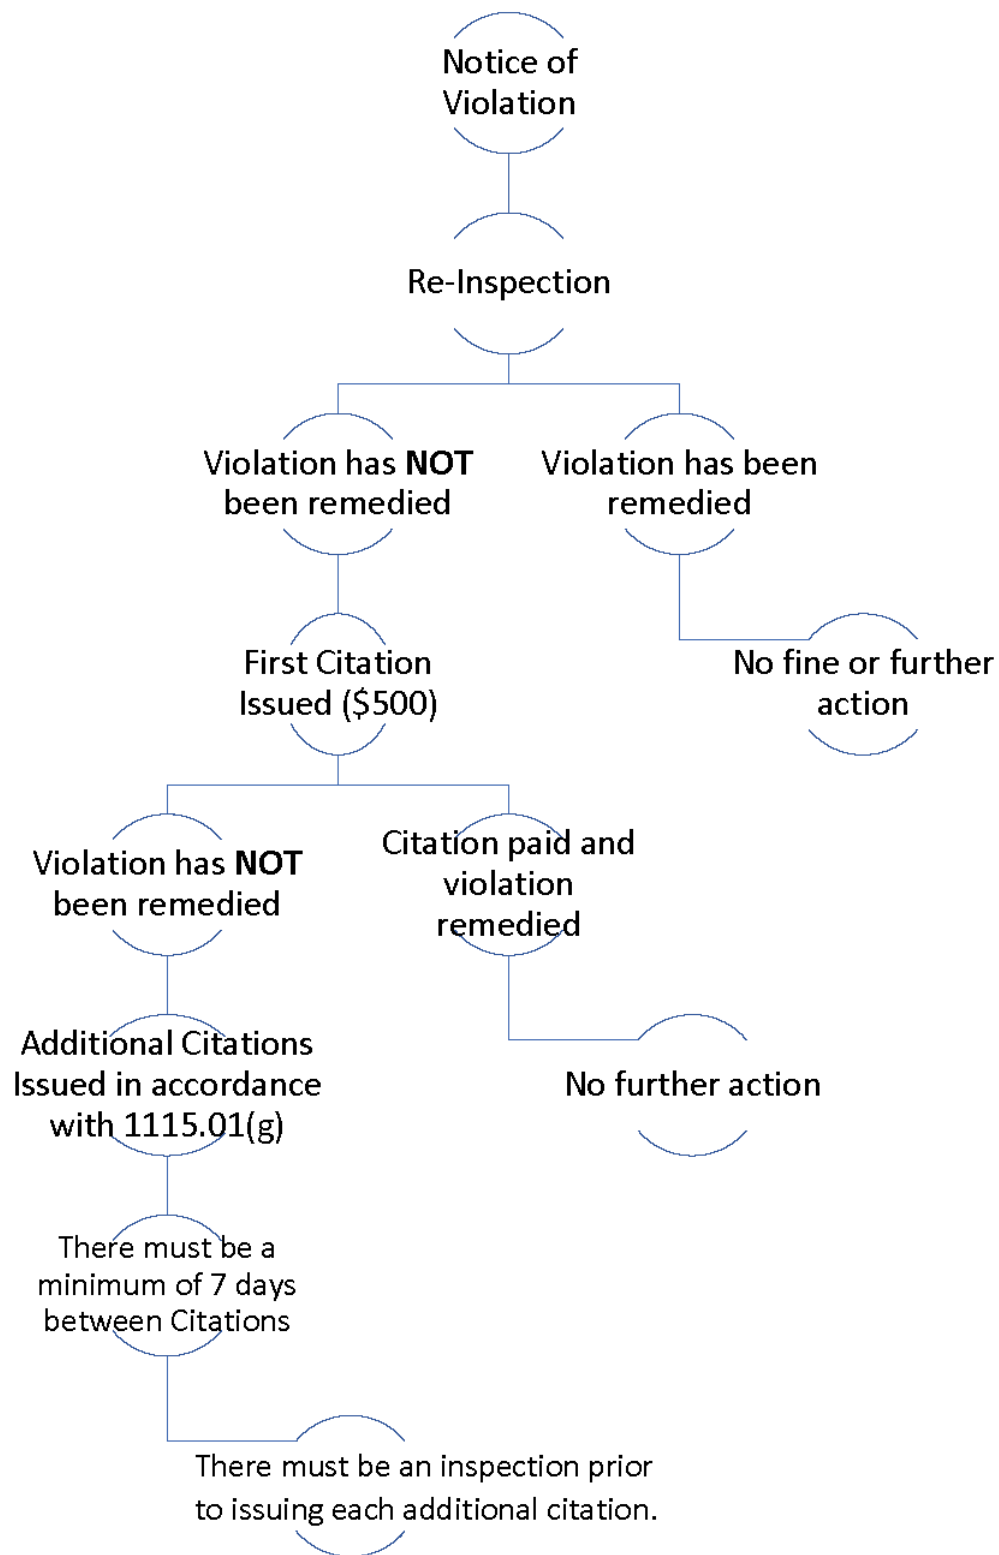 Notice of
Violation
Re-Inspection
Violation has NOT
been remedied
Violation has been
remedied
First Citation
Issued ($500)
No fine or further
action
Violation has NOT
been remedied
Citation paid and
violation
remedied
Additional Citations
Issued in accordance
with 1115.01(g)
No further action
There must be a
minimum of 7 days
between Citations
There must be an inspection prior
to issuing each additional citation.